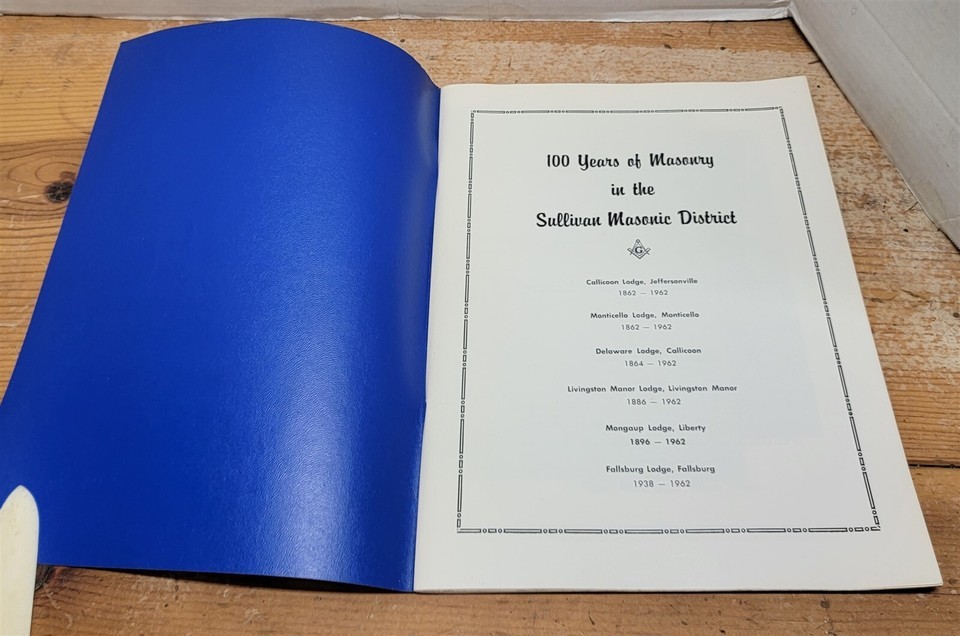 100 Years of Masonry
in the
Sullivan Masonic District
G
Callicoon Lodge, Jeffersonville
1862 — 1962
Monticello Lodge, Monticello
1862 — 1962
Delaware Lodge, Callicoon
1864 — 1962
Livingston Manor Lodge, Livingston Manor
1886 — 1962
Mongaup Lodge, Liberty
1896 — 1962
Fallsburg Lodge, Fallsburg
1938 — 1962